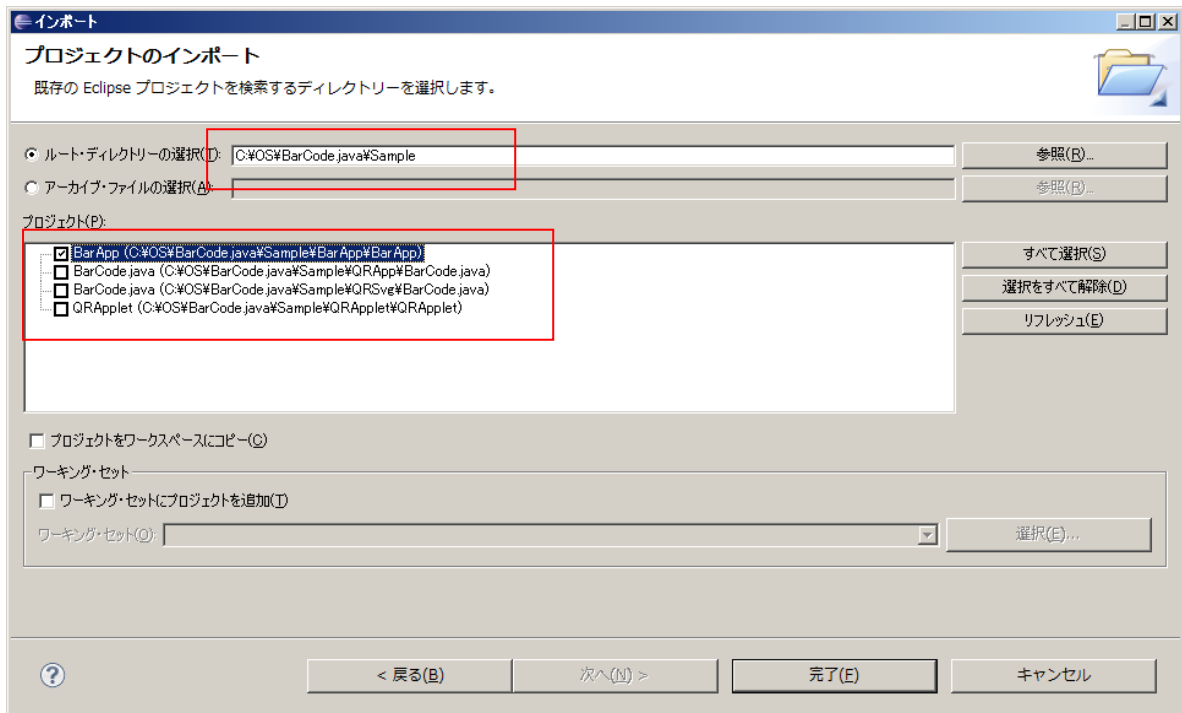 インポート
プロジェクトのインポート
既存の Eclipse プロジェクトを検索するディレクトリーを選択します。
ルート・ディレクトリーの選択(T): C:¥OS¥BarCode.java¥Sample 参照(R)...
アーカイブ・ファイルの選択(A): 参照(R)...
プロジェクト(P):
BarApp (C:¥OS¥BarCode.java¥Sample¥BarApp¥BarApp) すべて選択(S)
BarCode.java (C:¥OS¥BarCode.java¥Sample¥QRApp¥BarCode.java)
BarCode.java (C:¥OS¥BarCode.java¥Sample¥QRSvg¥BarCode.java) 選択をすべて解除(D)
QRApplet (C:¥OS¥BarCode.java¥Sample¥QRApplet¥QRApplet) リフレッシュ(E)
プロジェクトをワークスペースにコピー(C)
ワーキング・セット
ワーキング・セットにプロジェクトを追加(T)
ワーキング・セット(O): 選択(E)...
? < 戻る(B) 次へ(N) > 完了(F) キャンセル